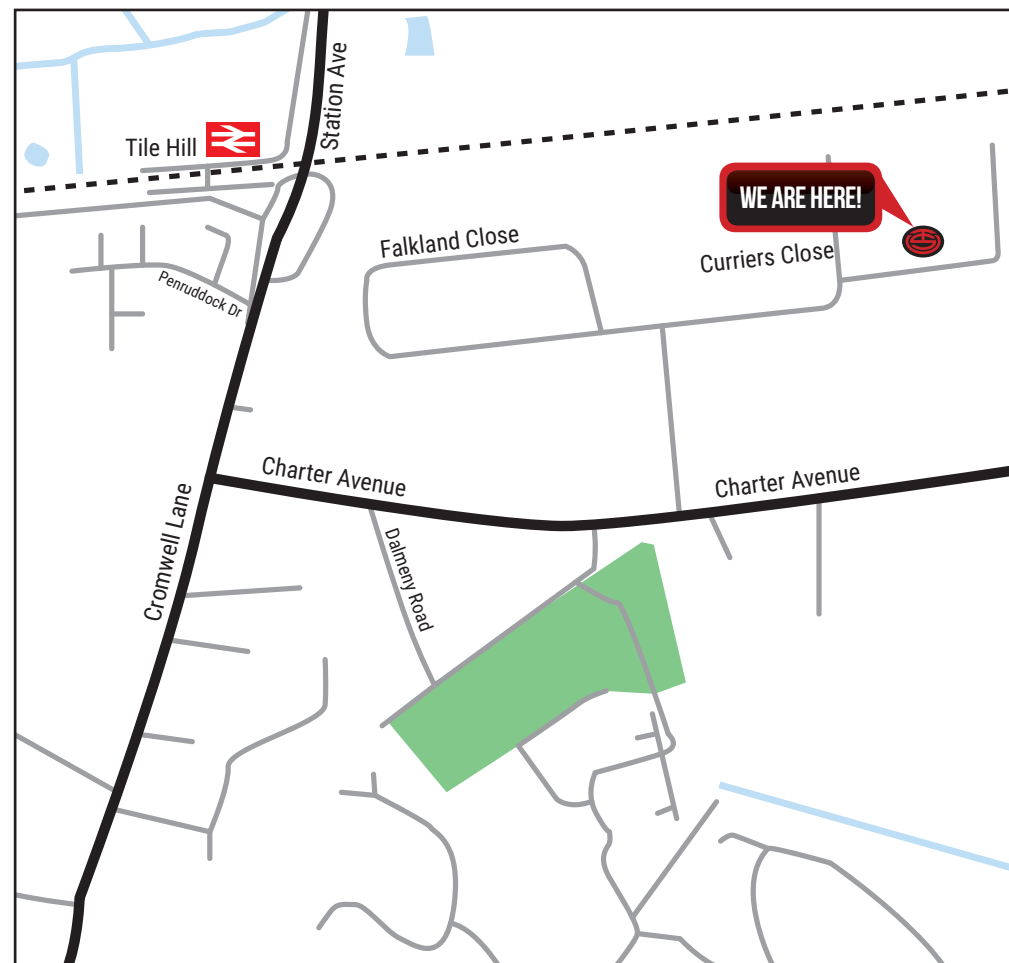 Station Ave
Tile Hill
WE ARE HERE!
Falkland Close
Curriers Close
Penruddock Dr
Charter Avenue
Charter Avenue
Cromwell Lane
Dalmeny Road